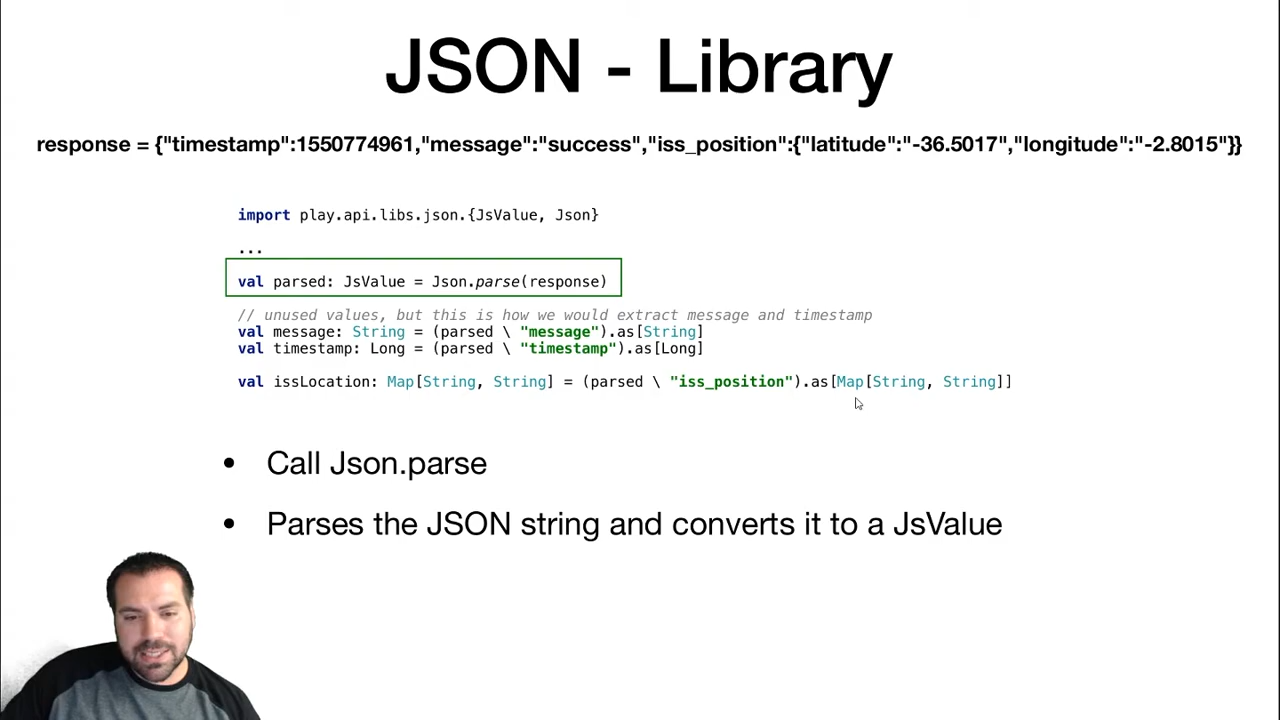 JSON - Library
response = {"timestamp":1550774961,"message":"success","iss_position":{"latitude":"-36.5017","longitude":"-2.8015"}}
import play.api.libs.json.{JsValue, Json}
...
val parsed: JsValue = Json.parse(response)
// unused values, but this is how we would extract message and timestamp
val message: String = (parsed \ "message").as[String]
val timestamp: Long = (parsed \ "timestamp").as[Long]
val issLocation: Map[String, String] = (parsed \ "iss_position").as[Map[String, String]]
• Call Json.parse
• Parses the JSON string and converts it to a JsValue